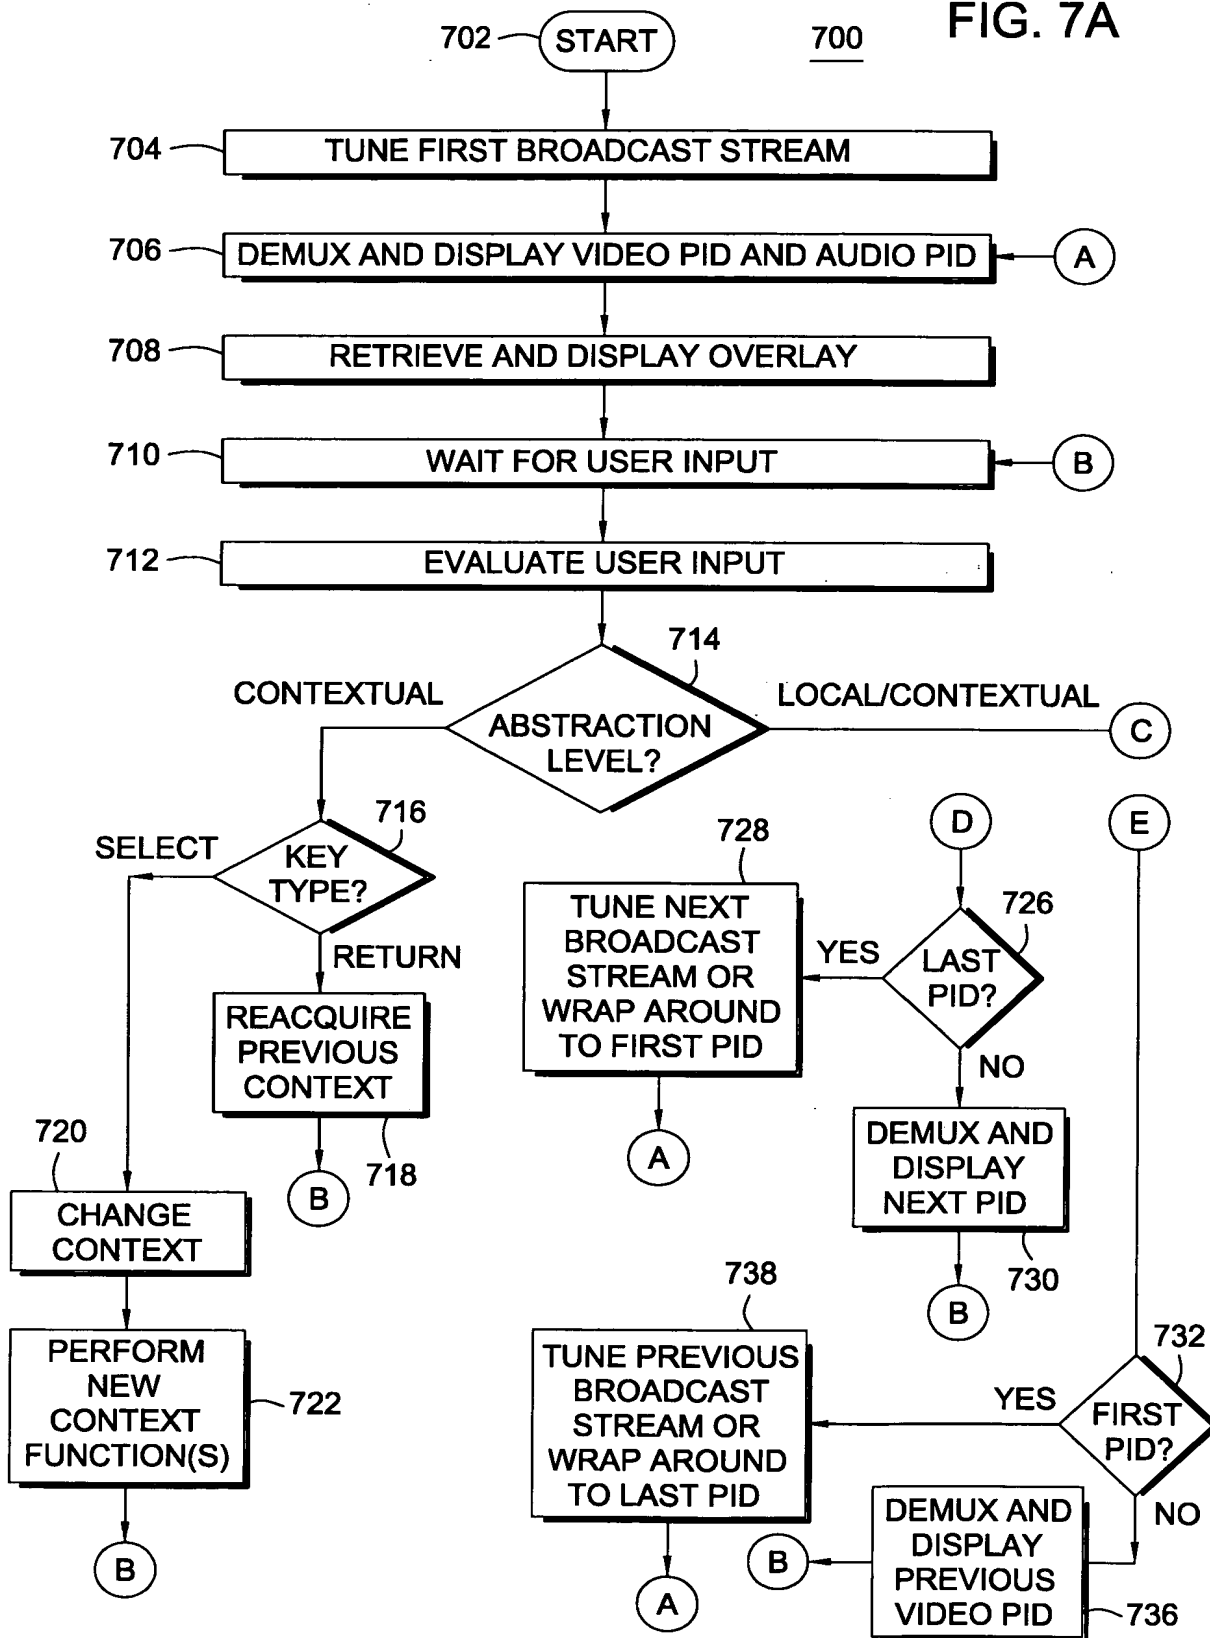 FIG. 7A
702
START
700
704
TUNE FIRST BROADCAST STREAM
706
DEMUX AND DISPLAY VIDEO PID AND AUDIO PID
A
708
RETRIEVE AND DISPLAY OVERLAY
710
WAIT FOR USER INPUT
B
712
EVALUATE USER INPUT
714
CONTEXTUAL
ABSTRACTION
LEVEL?
LOCAL/CONTEXTUAL
C
716
SELECT
KEY
TYPE?
RETURN
REACQUIRE
PREVIOUS
CONTEXT
718
B
720
CHANGE
CONTEXT
PERFORM
NEW
CONTEXT
FUNCTION(S)
722
B
D
726
LAST
PID?
YES
728
TUNE NEXT
BROADCAST
STREAM OR
WRAP AROUND
TO FIRST PID
A
NO
DEMUX AND
DISPLAY
NEXT PID
730
B
E
732
FIRST
PID?
YES
738
TUNE PREVIOUS
BROADCAST
STREAM OR
WRAP AROUND
TO LAST PID
A
NO
DEMUX AND
DISPLAY
PREVIOUS
VIDEO PID
736
B